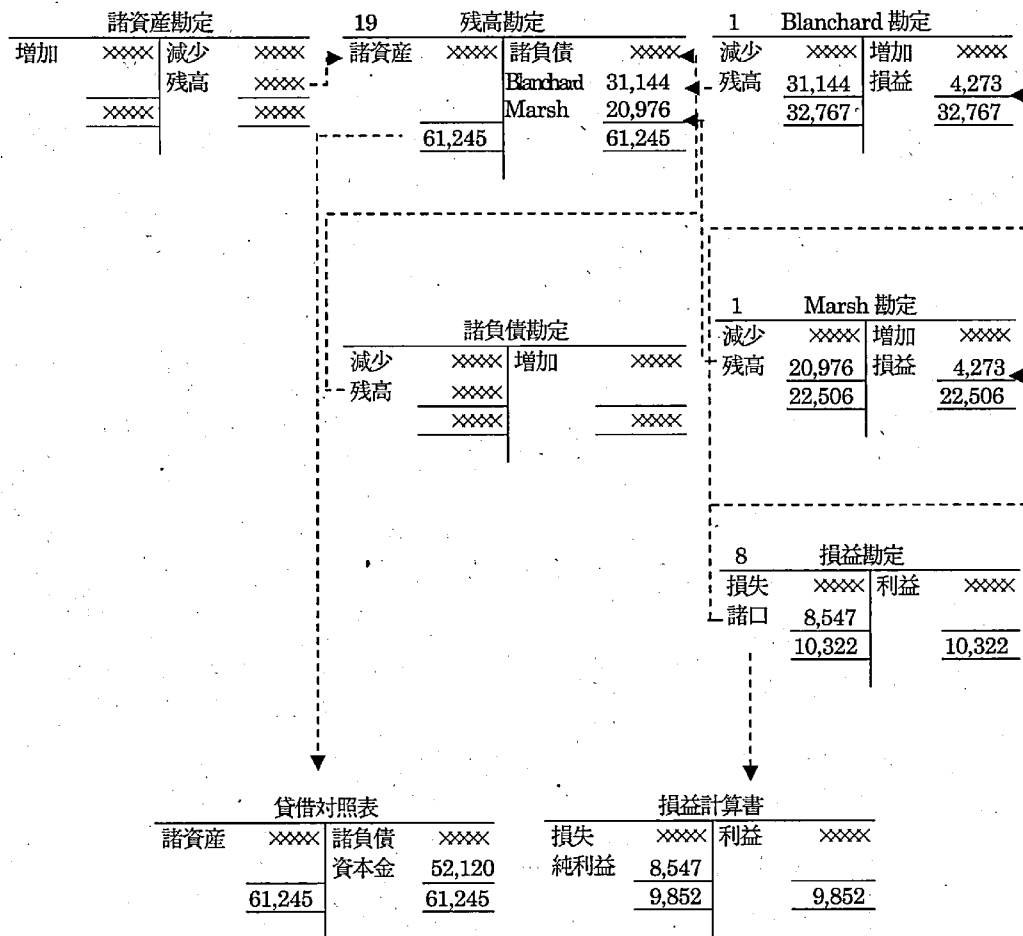 諸資産勘定
増加 ×××× 減少 ××××
残高 ××××
×××× ××××
19 残高勘定
諸資産 ×××× 諸負債 ××××
Blanchard 31,144
Marsh 20,976
61,245 61,245
1 Blanchard 勘定
減少 ×××× 増加 ××××
残高 31,144 損益 4,273
32,767 32,767
諸負債勘定
減少 ×××× 増加 ××××
残高 ××××
×××× ××××
1 Marsh 勘定
減少 ×××× 増加 ××××
残高 20,976 損益 4,273
22,506 22,506
8 損益勘定
損失 ×××× 利益 ××××
諸口 8,547
10,322 10,322
貸借対照表
諸資産 ×××× 諸負債 ××××
資本金 52,120
61,245 61,245
損益計算書
損失 ×××× 利益 ××××
純利益 8,547
9,852 9,852